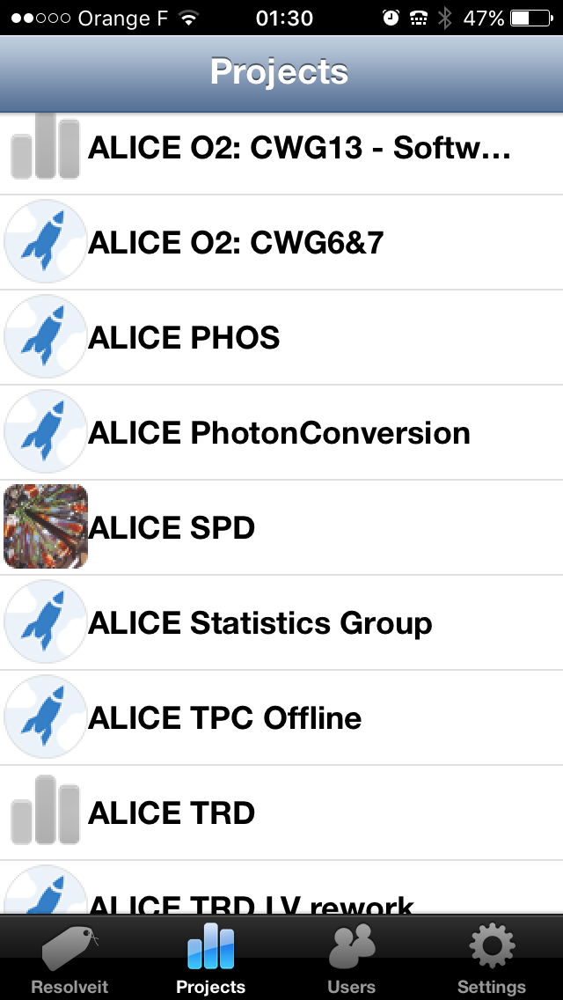 Orange F 01:30 47%
Projects
ALICE O2: CWG13 - Softw...
ALICE O2: CWG6&7
ALICE PHOS
ALICE PhotonConversion
ALICE SPD
ALICE Statistics Group
ALICE TPC Offline
ALICE TRD
ALICE TRD LV rework
Resolveit Projects Users Settings